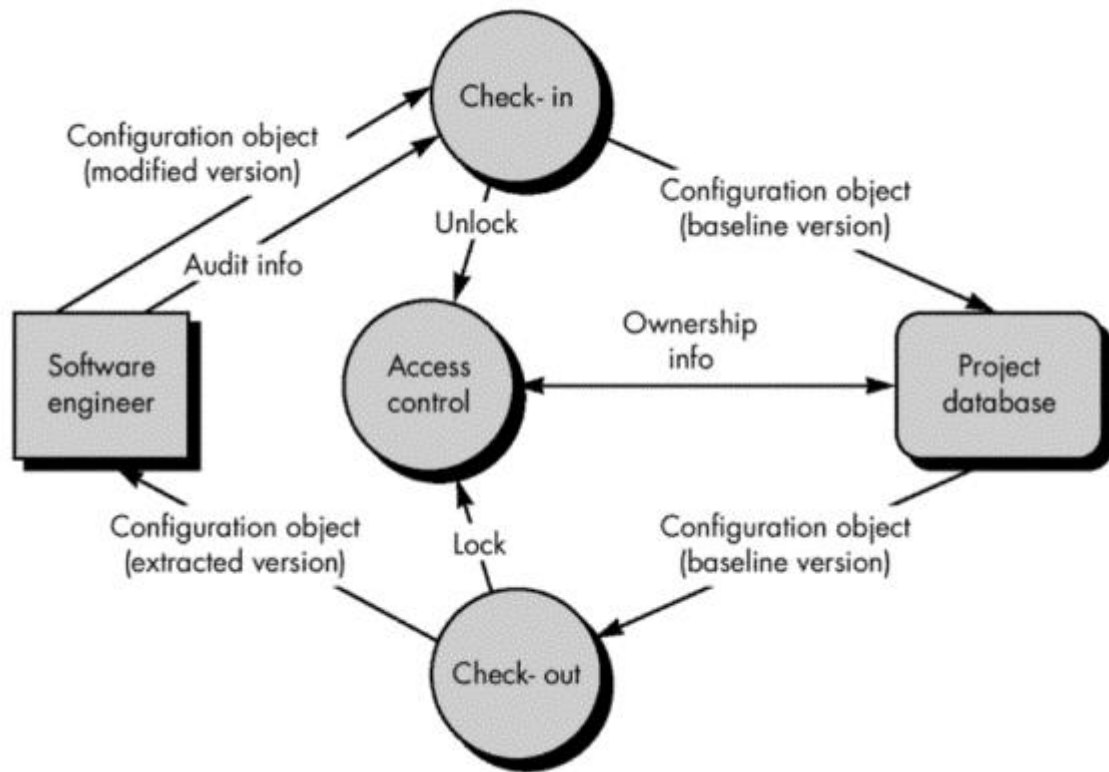 Check- in
Configuration object
(modified version)
Configuration object
(baseline version)
Unlock
Audit info
Ownership
info
Software
engineer
Access
control
Project
database
Configuration object
(extracted version)
Lock
Configuration object
(baseline version)
Check- out